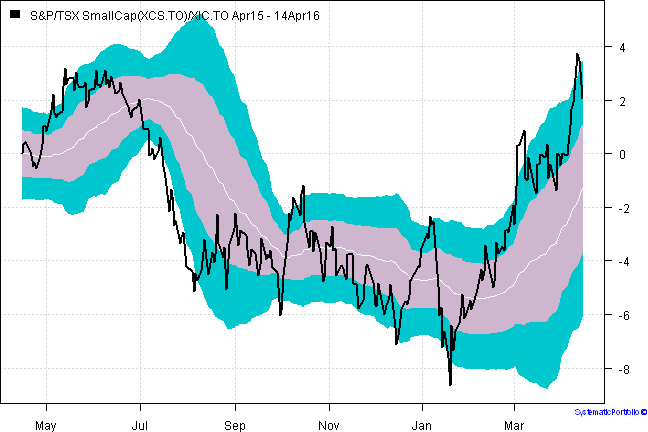 S&P/TSX SmallCap(XCS.TO)/XIC.TO Apr15 - 14Apr16
4
2
0
-2
-4
-6
-8
May Jul Sep Nov Jan Mar
SystematicPortfolio ©